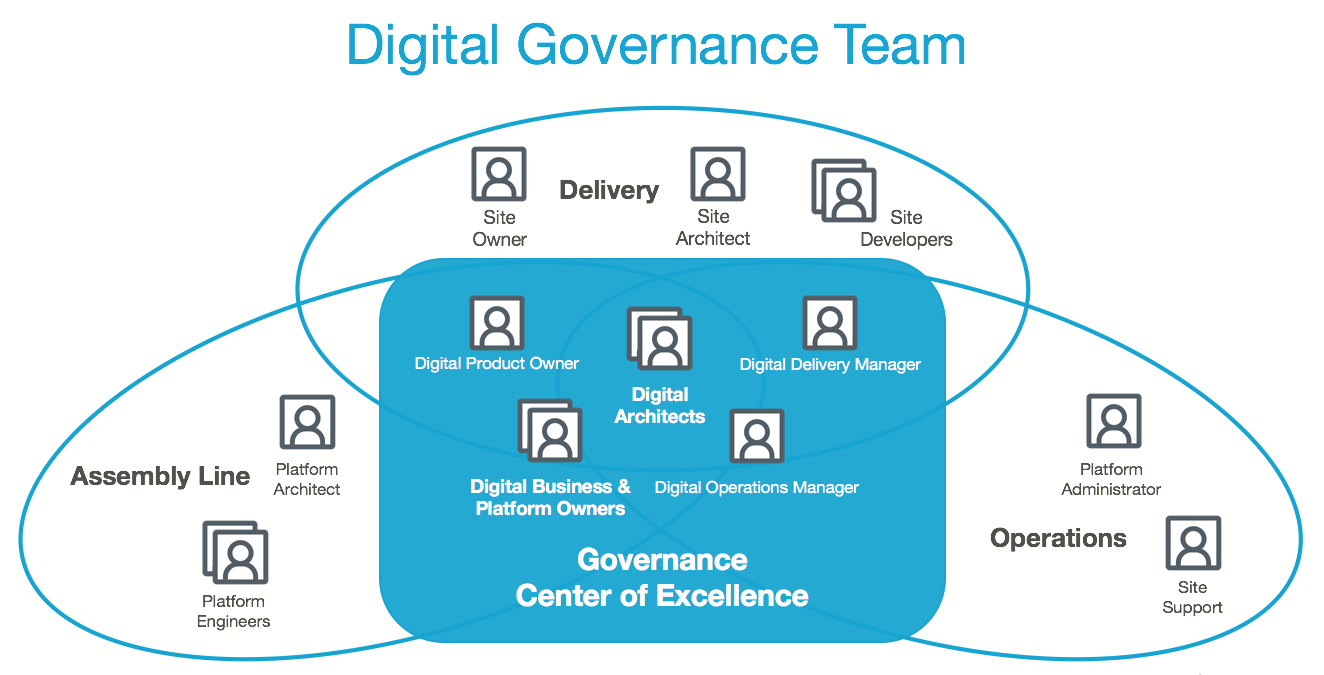 Digital Governance Team
Delivery
Site
Owner
Site
Architect
Site
Developers
Digital Product Owner
Digital
Architects
Digital Delivery Manager
Digital Business &
Platform Owners
Digital Operations Manager
Governance
Center of Excellence
Assembly Line
Platform
Architect
Platform
Engineers
Platform
Administrator
Operations
Site
Support